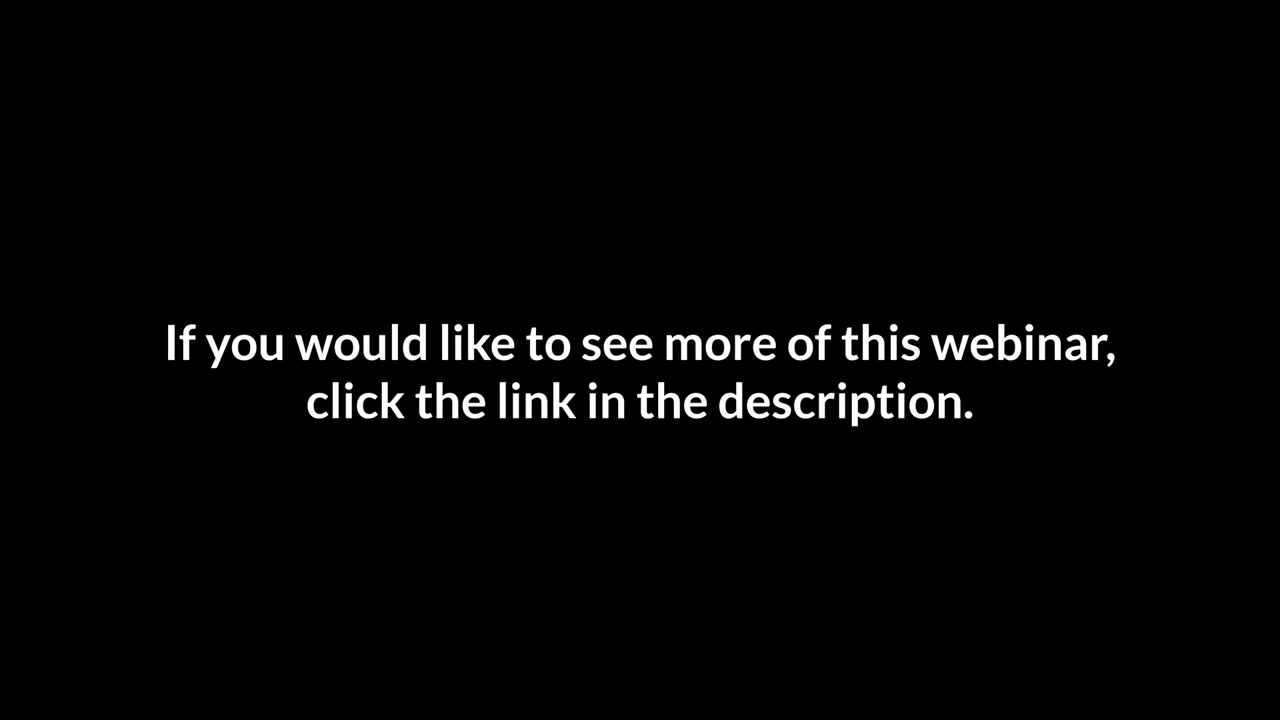 If you would like to see more of this webinar,
click the link in the description.